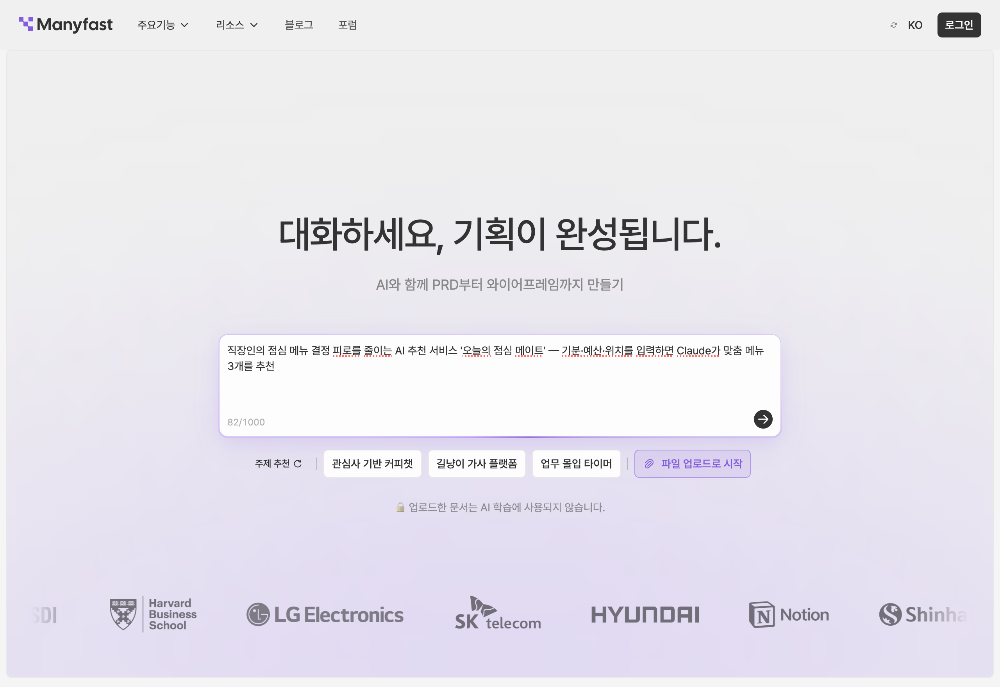 Manyfast
주요기능
리소스
블로그
포럼
KO
로그인
대화하세요, 기획이 완성됩니다.
AI와 함께 PRD부터 와이어프레임까지 만들기
직장인의 점심 메뉴 결정 피로를 줄이는 AI 추천 서비스 '오늘의 점심 메이트' — 기분·예산·위치를 입력하면 Claude가 맞춤 메뉴
3개를 추천
82/1000
주제 추천
관심사 기반 커피챗
길냥이 가사 플랫폼
업무 몰입 타이머
파일 업로드로 시작
업로드한 문서는 AI 학습에 사용되지 않습니다.
SDI
Harvard
Business
School
LG Electronics
SK telecom
HYUNDAI
Notion
Shinha